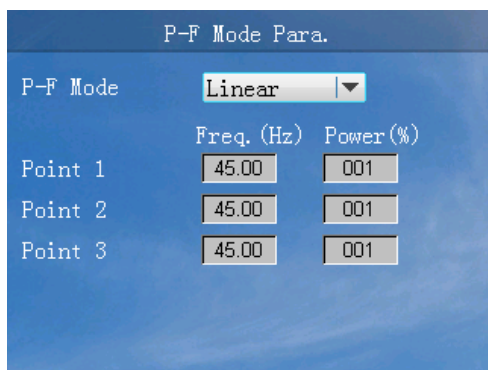 P-F Mode Para.
P-F Mode Linear
Freq.(Hz) Power(%)
Point 1 45.00 001
Point 2 45.00 001
Point 3 45.00 001